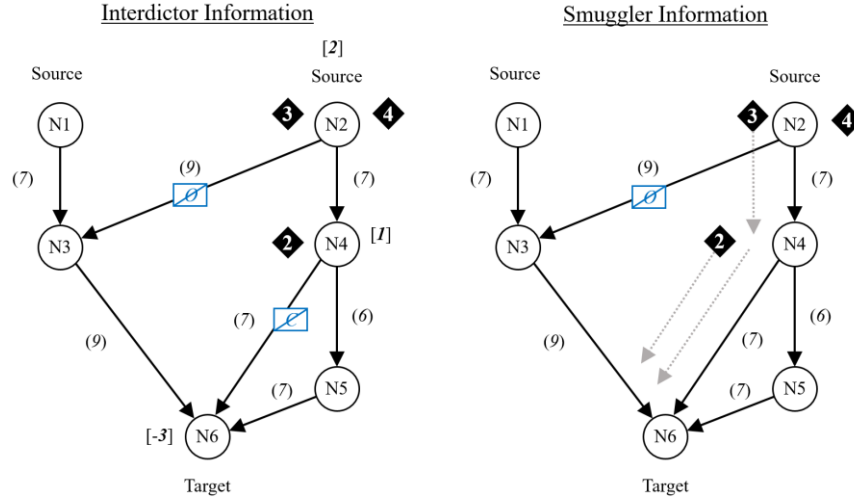 Interdictor Information
[2]
Source
Source
3
4
N1
N2
(7)
(9)
(7)
O
N3
2
N4
[1]
(7)
C
(6)
(9)
N5
(7)
[-3]
N6
Target
Smuggler Information
Source
Source
3
4
N1
N2
(7)
(9)
(7)
O
N3
2
N4
(9)
(7)
(6)
N5
(7)
N6
Target